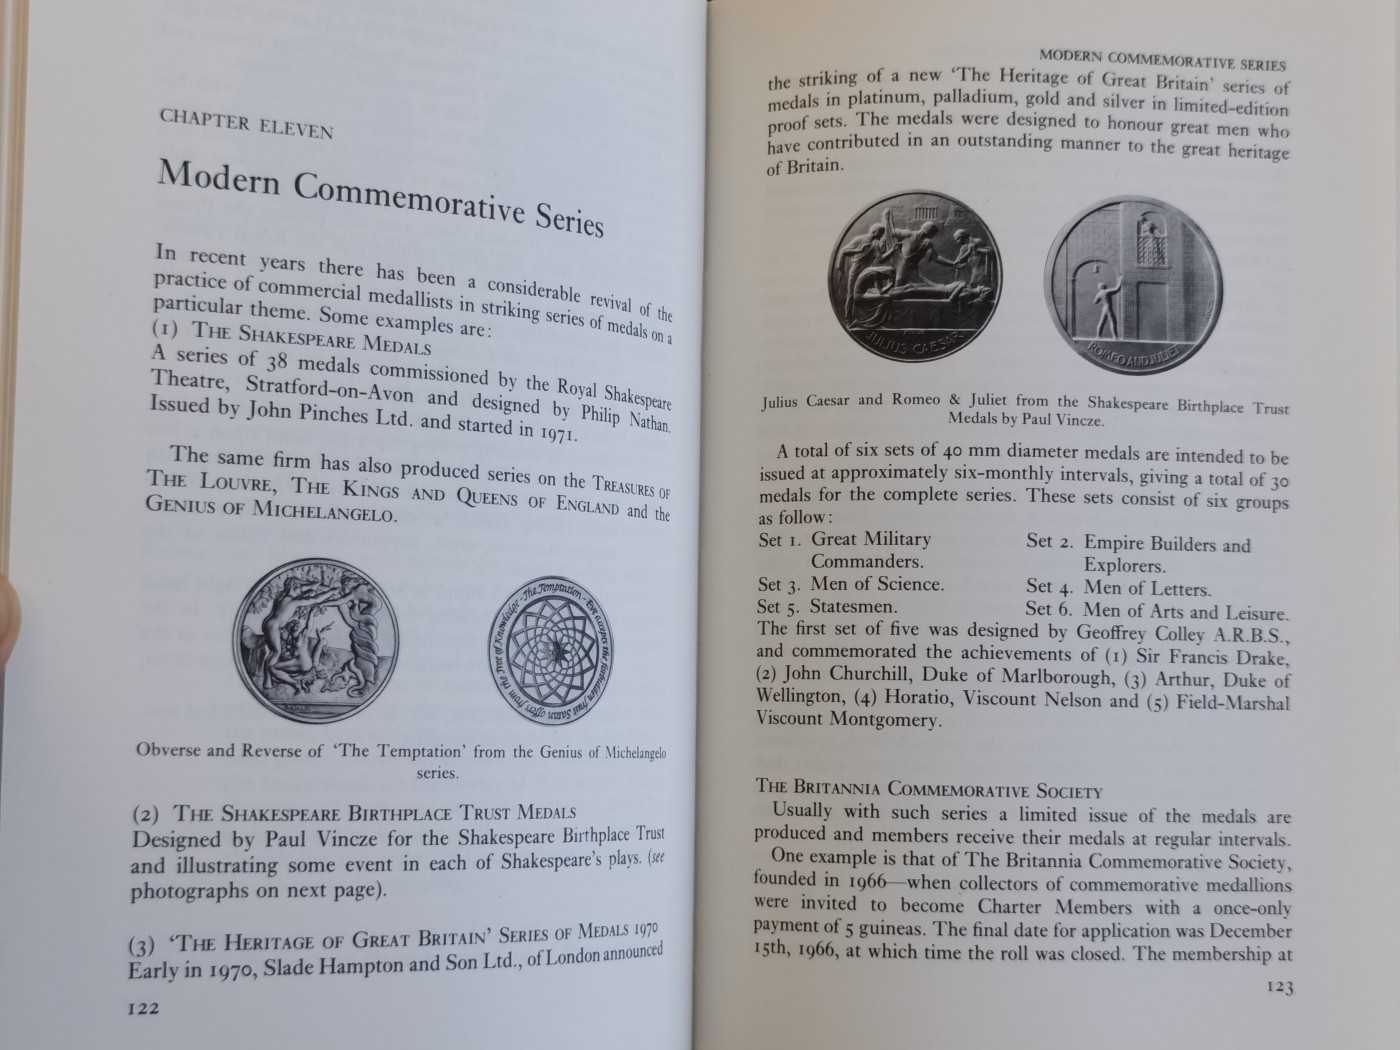 CHAPTER ELEVEN
Modern Commemorative Series
In recent years there has been a considerable revival of the
practice of commercial medallists in striking series of medals on a
particular theme. Some examples are:
(1) THE SHAKESPEARE MEDALS
A series of 38 medals commissioned by the Royal Shakespeare
Theatre, Stratford-on-Avon and designed by Philip Nathan.
Issued by John Pinches Ltd. and started in 1971.
The same firm has also produced series on the TREASURES OF
THE LOUVRE, THE KINGS AND QUEENS OF ENGLAND and the
GENIUS OF MICHELANGELO.
The Temptation - Eve accepts the forbidden fruit Satan offers from the Tree of Knowledge -
Obverse and Reverse of 'The Temptation' from the Genius of Michelangelo
series.
(2) THE SHAKESPEARE BIRTHPLACE TRUST MEDALS
Designed by Paul Vincze for the Shakespeare Birthplace Trust
and illustrating some event in each of Shakespeare's plays. (see
photographs on next page).
(3) 'THE HERITAGE OF GREAT BRITAIN' SERIES OF MEDALS 1970
Early in 1970, Slade Hampton and Son Ltd., of London announced
122
MODERN COMMEMORATIVE SERIES
the striking of a new 'The Heritage of Great Britain' series of
medals in platinum, palladium, gold and silver in limited-edition
proof sets. The medals were designed to honour great men who
have contributed in an outstanding manner to the great heritage
of Britain.
JULIUS CAESAR
ROMEO AND JULIET
Julius Caesar and Romeo & Juliet from the Shakespeare Birthplace Trust
Medals by Paul Vincze.
A total of six sets of 40 mm diameter medals are intended to be
issued at approximately six-monthly intervals, giving a total of 30
medals for the complete series. These sets consist of six groups
as follow:
Set 1. Great Military Commanders.
Set 2. Empire Builders and Explorers.
Set 3. Men of Science.
Set 4. Men of Letters.
Set 5. Statesmen.
Set 6. Men of Arts and Leisure.
The first set of five was designed by Geoffrey Colley A.R.B.S.,
and commemorated the achievements of (1) Sir Francis Drake,
(2) John Churchill, Duke of Marlborough, (3) Arthur, Duke of
Wellington, (4) Horatio, Viscount Nelson and (5) Field-Marshal
Viscount Montgomery.
THE BRITANNIA COMMEMORATIVE SOCIETY
Usually with such series a limited issue of the medals are
produced and members receive their medals at regular intervals.
One example is that of The Britannia Commemorative Society,
founded in 1966—when collectors of commemorative medallions
were invited to become Charter Members with a once-only
payment of 5 guineas. The final date for application was December
15th, 1966, at which time the roll was closed. The membership at
123